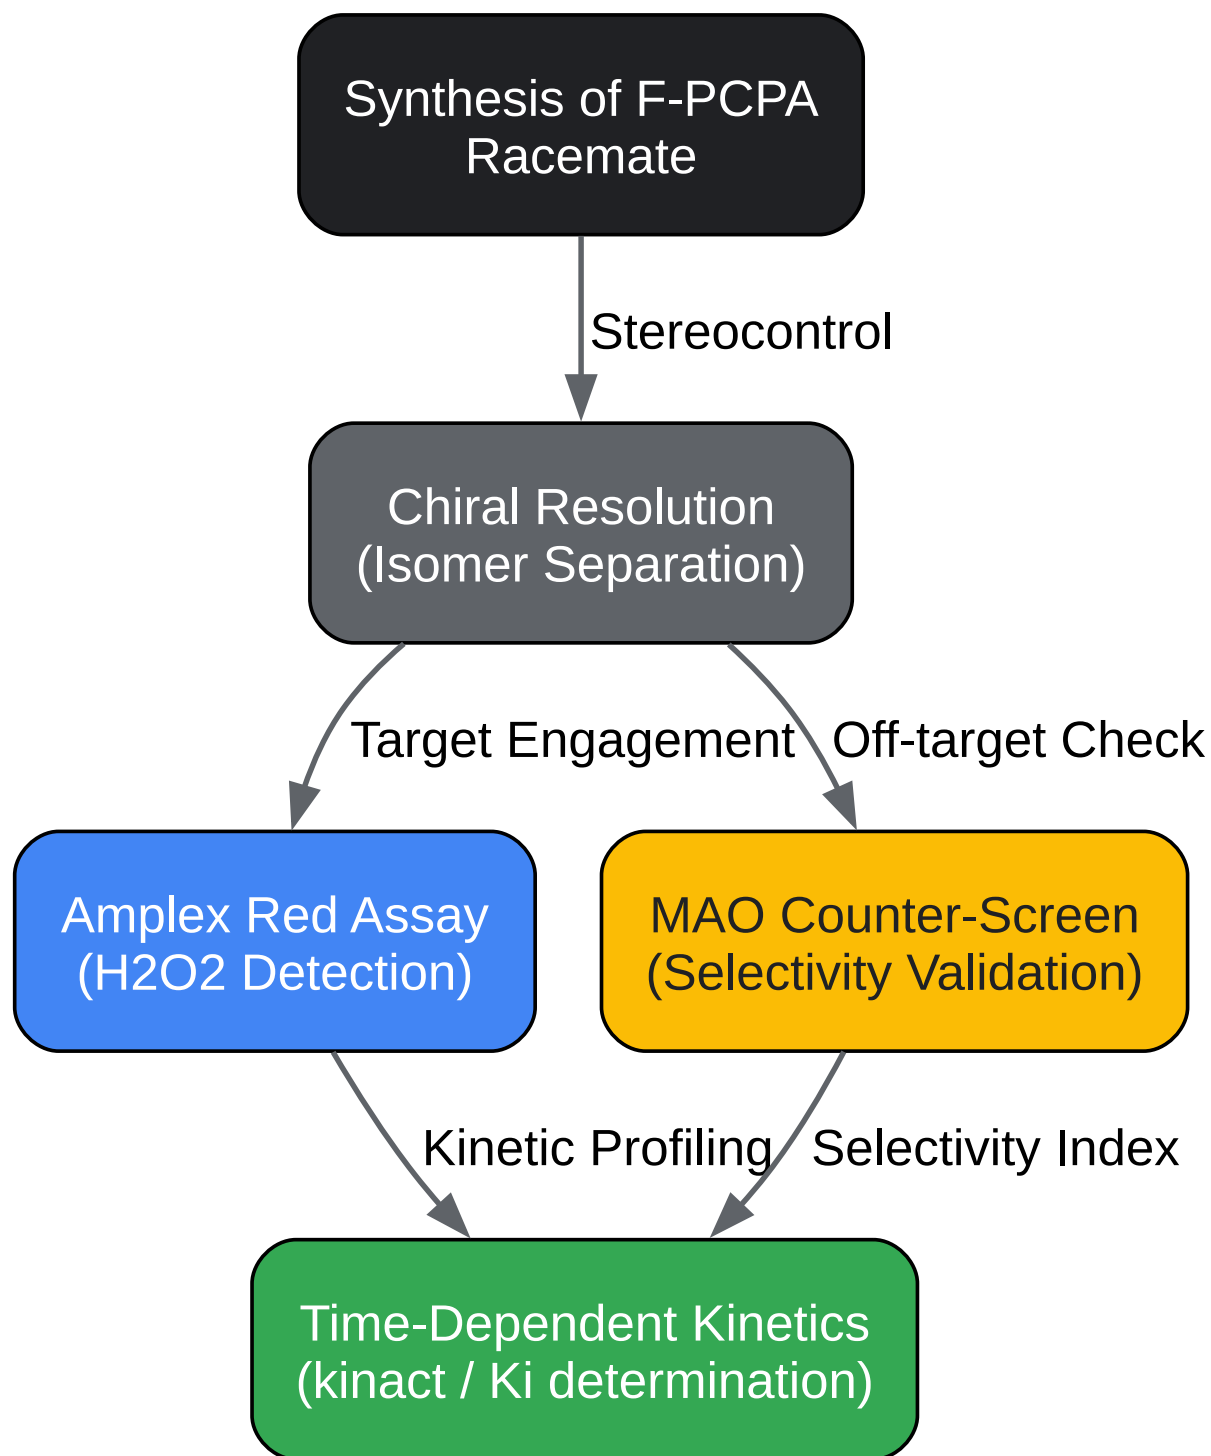 Synthesis of F-PCPA
Racemate
Stereocontrol
Chiral Resolution
(Isomer Separation)
Target Engagement
Off-target Check
Amplex Red Assay
(H2O2 Detection)
MAO Counter-Screen
(Selectivity Validation)
Kinetic Profiling
Selectivity Index
Time-Dependent Kinetics
(kinact / Ki determination)